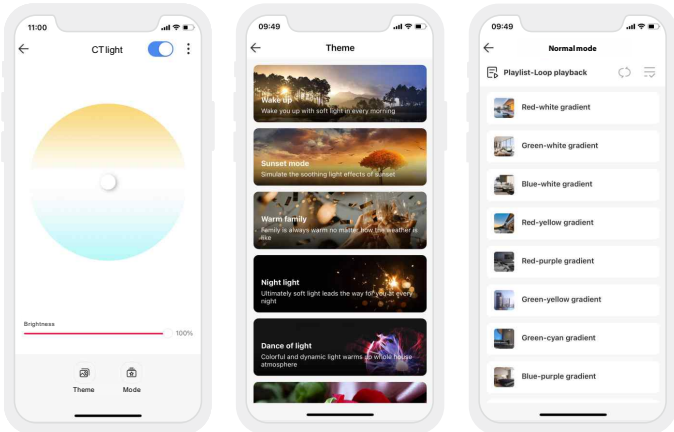 11:00
CT light
Brightness
100%
Theme
Mode
09:49
Theme
Wake up
Wake you up with soft light in every morning
Sunset mode
Simulate the soothing light effects of sunset
Warm family
Family is always warm no matter how the weather is
like
Night light
Ultimately soft light leads the way for you at every
night
Dance of light
Colorful and dynamic light warms up whole house
atmosphere
09:49
Normal mode
Playlist-Loop playback
Red-white gradient
Green-white gradient
Blue-white gradient
Red-yellow gradient
Red-purple gradient
Green-yellow gradient
Green-cyan gradient
Blue-purple gradient